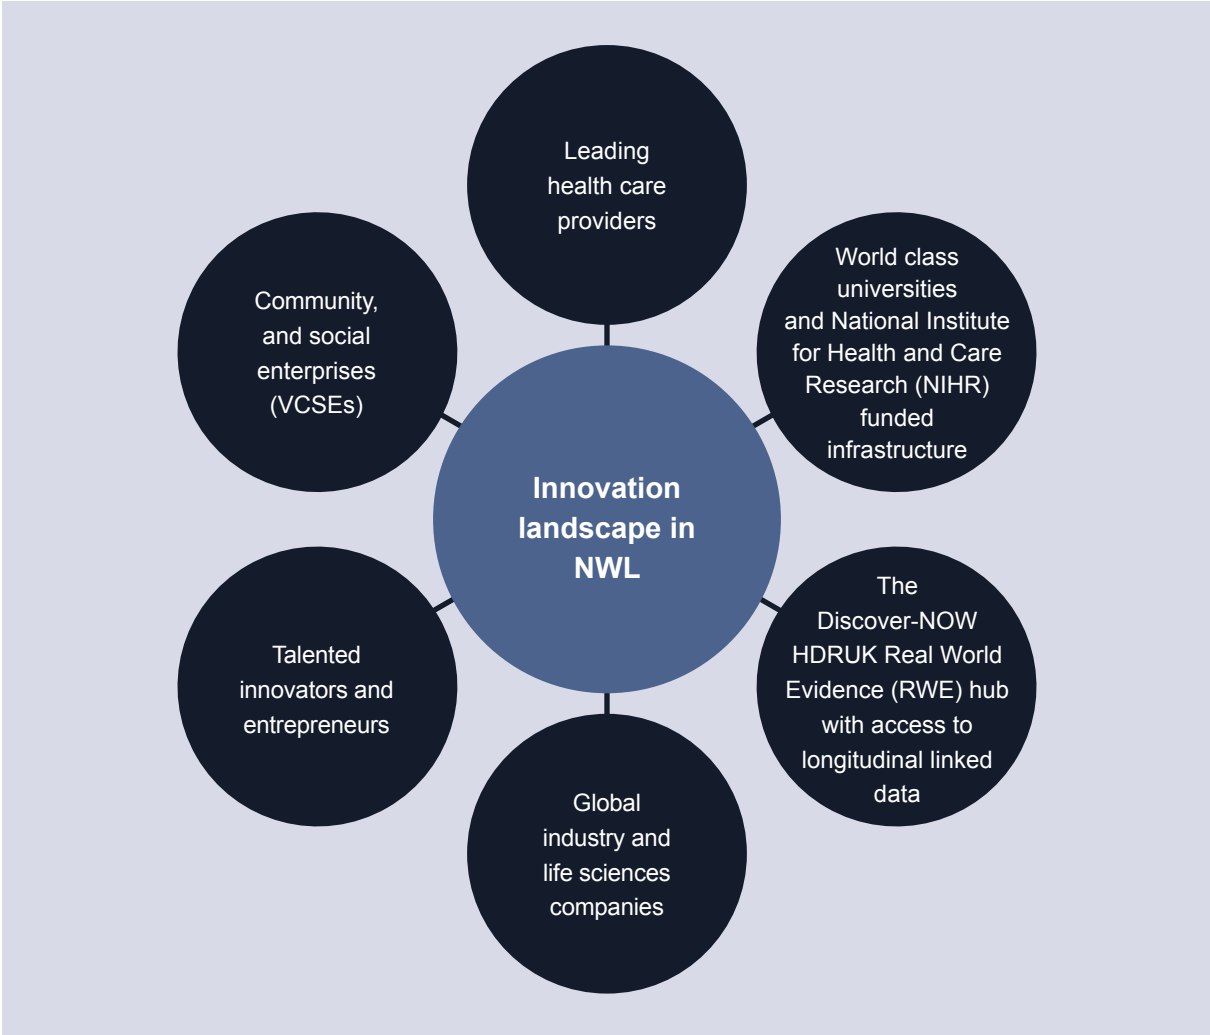 Leading
health care
providers
World class
universities
and National Institute
for Health and Care
Research (NIHR)
funded
infrastructure
The
Discover-NOW
HDRUK Real World
Evidence (RWE) hub
with access to
longitudinal linked
data
Global
industry and
life sciences
companies
Talented
innovators and
entrepreneurs
Community,
and social
enterprises
(VCSEs)
Innovation
landscape in
NWL